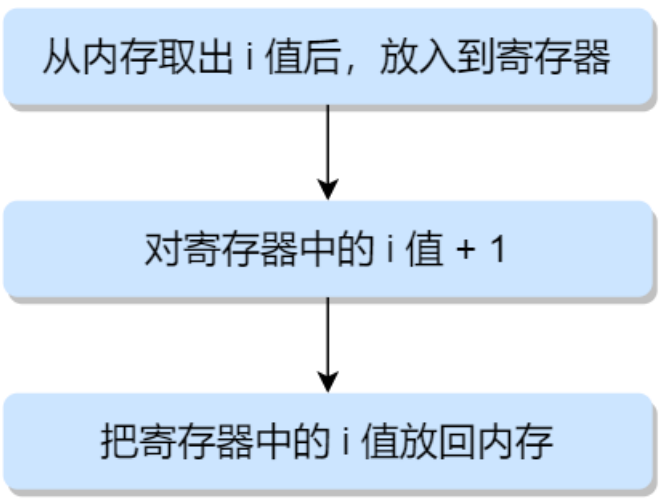 从内存取出 i 值后，放入到寄存器
对寄存器中的 i 值 + 1
把寄存器中的 i 值放回内存